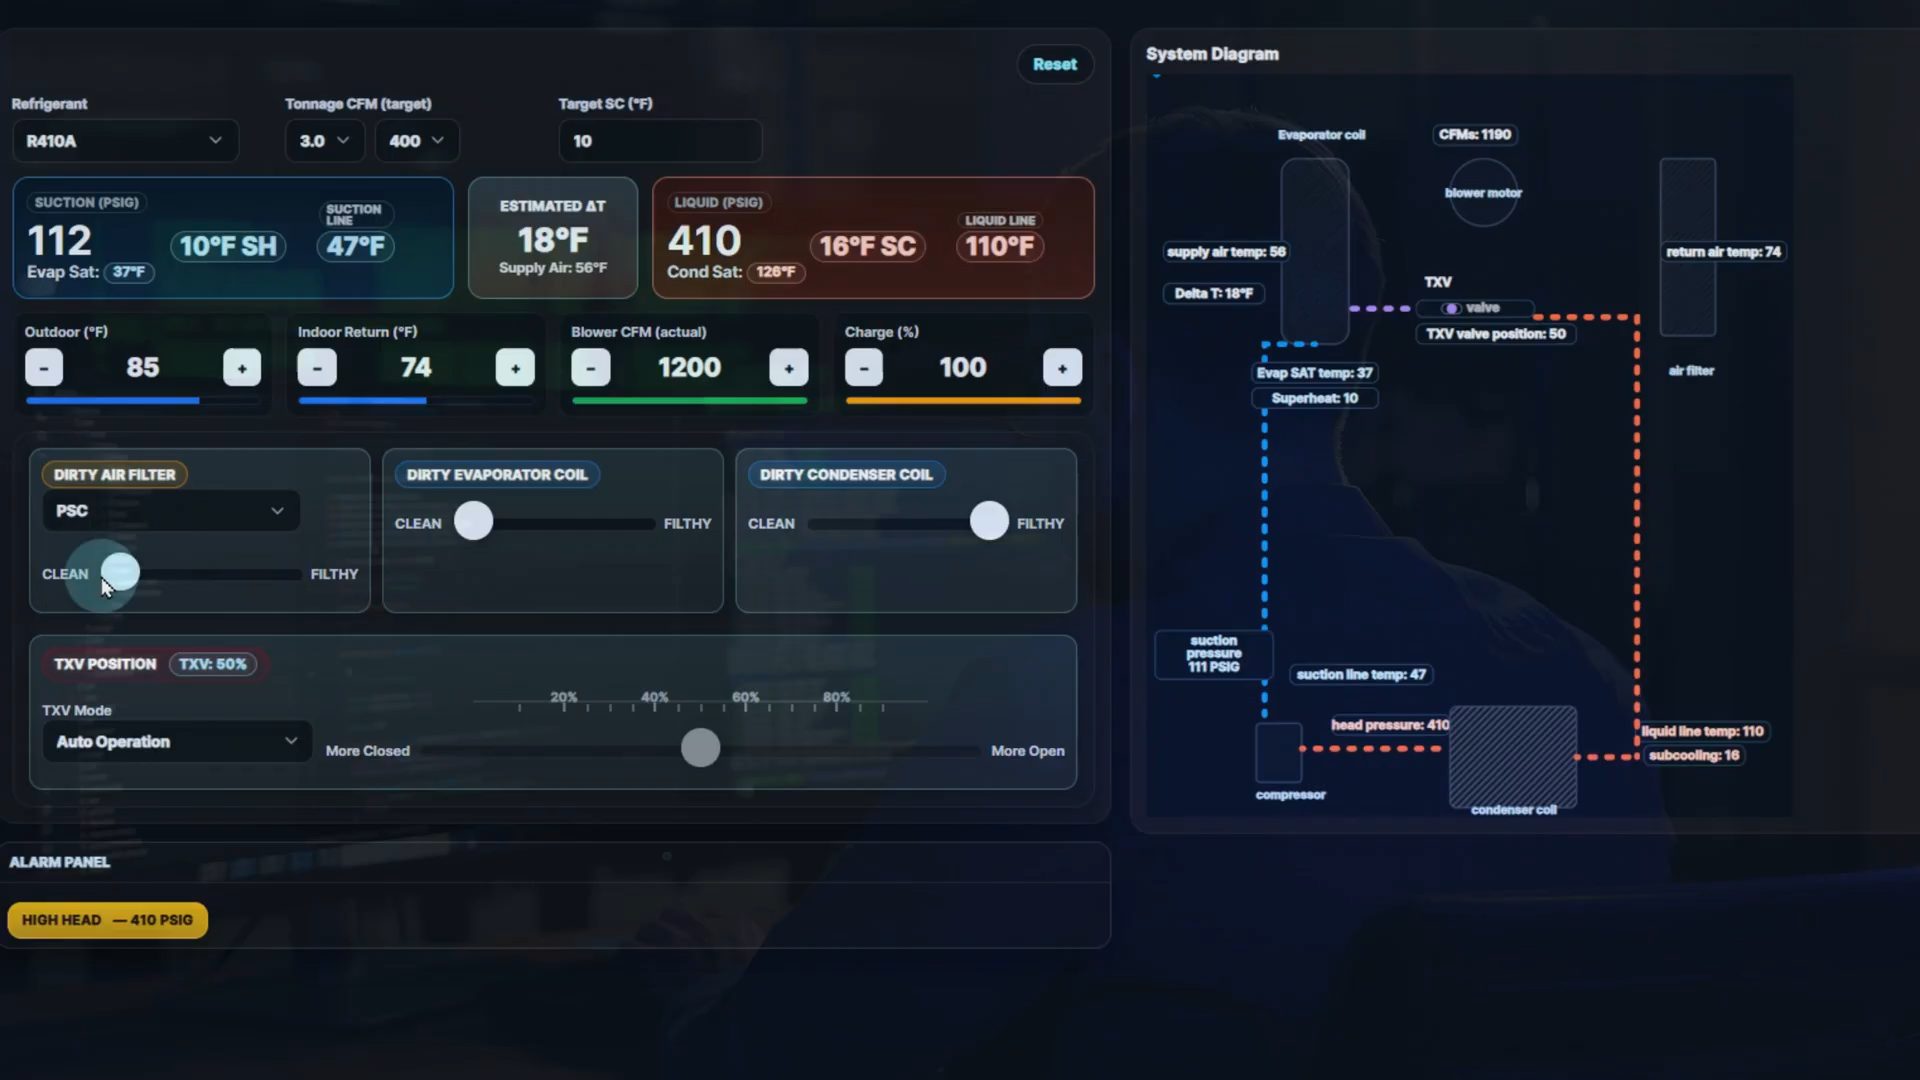 Reset
Refrigerant
Tonnage CFM (target)
Target SC (°F)
R410A
3.0
400
10
SUCTION (PSIG)
112
Evap Sat: 37°F
10°F SH
SUCTION
LINE
47°F
ESTIMATED ΔT
18°F
Supply Air: 56°F
LIQUID (PSIG)
410
Cond Sat: 126°F
16°F SC
LIQUID LINE
110°F
Outdoor (°F)
- 85 +
Indoor Return (°F)
- 74 +
Blower CFM (actual)
- 1200 +
Charge (%)
- 100 +
DIRTY AIR FILTER
PSC
CLEAN
FILTHY
DIRTY EVAPORATOR COIL
CLEAN
FILTHY
DIRTY CONDENSER COIL
CLEAN
FILTHY
TXV POSITION TXV: 50%
TXV Mode
Auto Operation
20% 40% 60% 80%
More Closed
More Open
ALARM PANEL
HIGH HEAD — 410 PSIG
System Diagram
Evaporator coil
CFMs: 1190
blower motor
supply air temp: 56
return air temp: 74
Delta T: 18°F
TXV
valve
TXV valve position: 50
air filter
Evap SAT temp: 37
Superheat: 10
suction
pressure
111 PSIG
suction line temp: 47
head pressure: 410
liquid line temp: 110
subcooling: 16
compressor
condenser coil